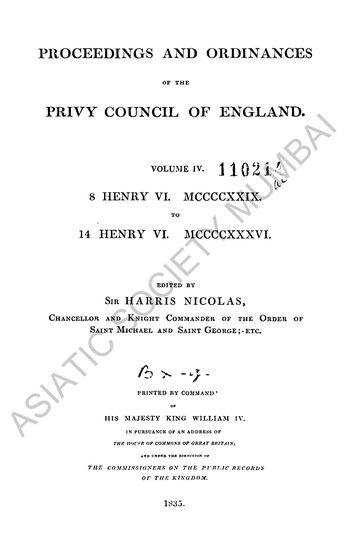 PROCEEDINGS AND ORDINANCES
OF THE
PRIVY COUNCIL OF ENGLAND.
VOLUME IV. 11021
8 HENRY VI. MCCCCXXIX.
TO
14 HENRY VI. MCCCCXXXVI.
EDITED BY
SIR HARRIS NICOLAS,
CHANCELLOR AND KNIGHT COMMANDER OF THE ORDER OF
SAINT MICHAEL AND SAINT GEORGE; ETC.
PRINTED BY COMMAND
OF
HIS MAJESTY KING WILLIAM IV.
IN PURSUANCE OF AN ADDRESS OF
THE HOUSE OF COMMONS OF GREAT BRITAIN;
AND UNDER THE DIRECTION OF
THE COMMISSIONERS ON THE PUBLIC RECORDS
OF THE KINGDOM.
1835.
ASIATIC SOCIETY MUMBAI